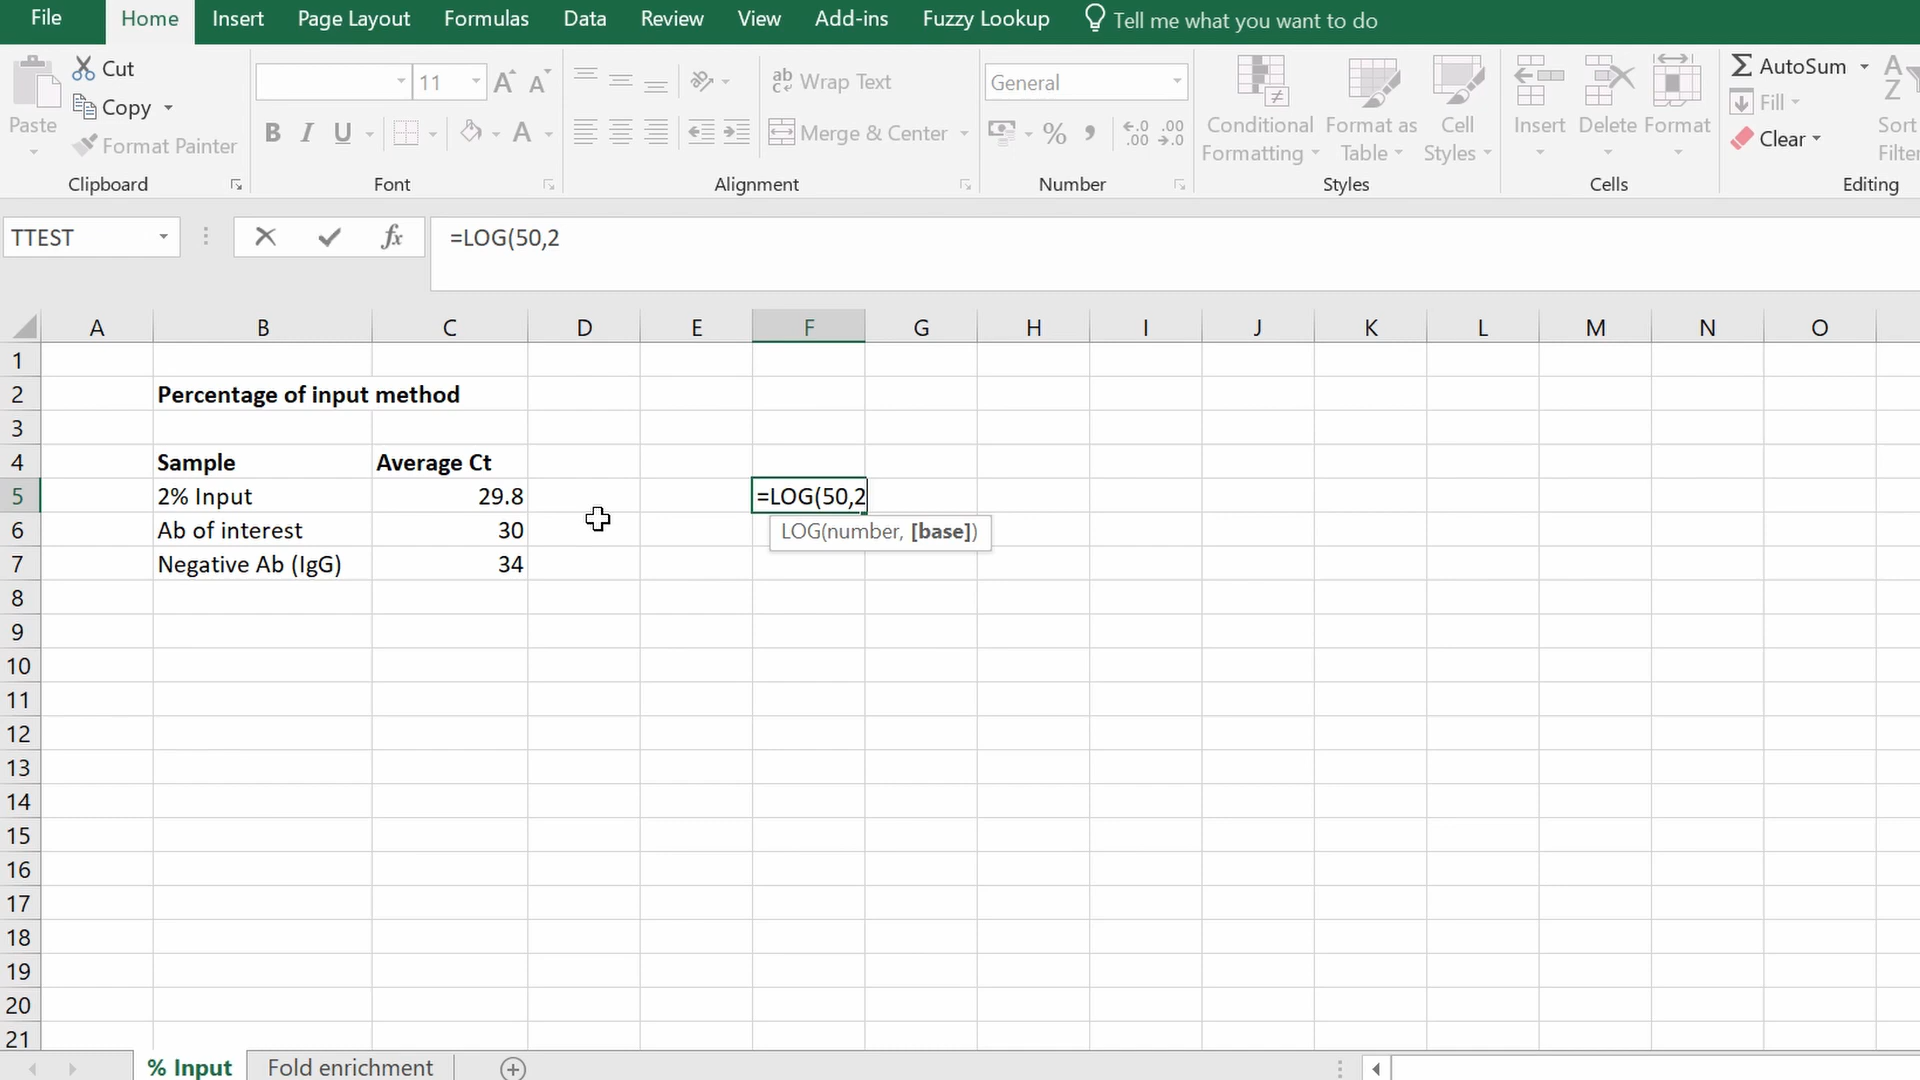 File Home Insert Page Layout Formulas Data Review View Add-ins Fuzzy Lookup Tell me what you want to do
Paste
Cut
Copy
Format Painter
Clipboard
11
B I U A
Font
ab Wrap Text
Merge & Center
Alignment
General
% ,
Number
Conditional Formatting
Format as Table
Cell Styles
Styles
Insert
Delete
Format
Cells
AutoSum
Fill
Clear
Sort
Filter
Editing
TTEST fx =LOG(50,2
A B C D E F G H I J K L M N O
1
2 Percentage of input method
3
4 Sample Average Ct
5 2% Input 29.8 =LOG(50,2
6 Ab of interest 30 LOG(number, [base])
7 Negative Ab (IgG) 34
8
9
10
11
12
13
14
15
16
17
18
19
20
21
% Input Fold enrichment